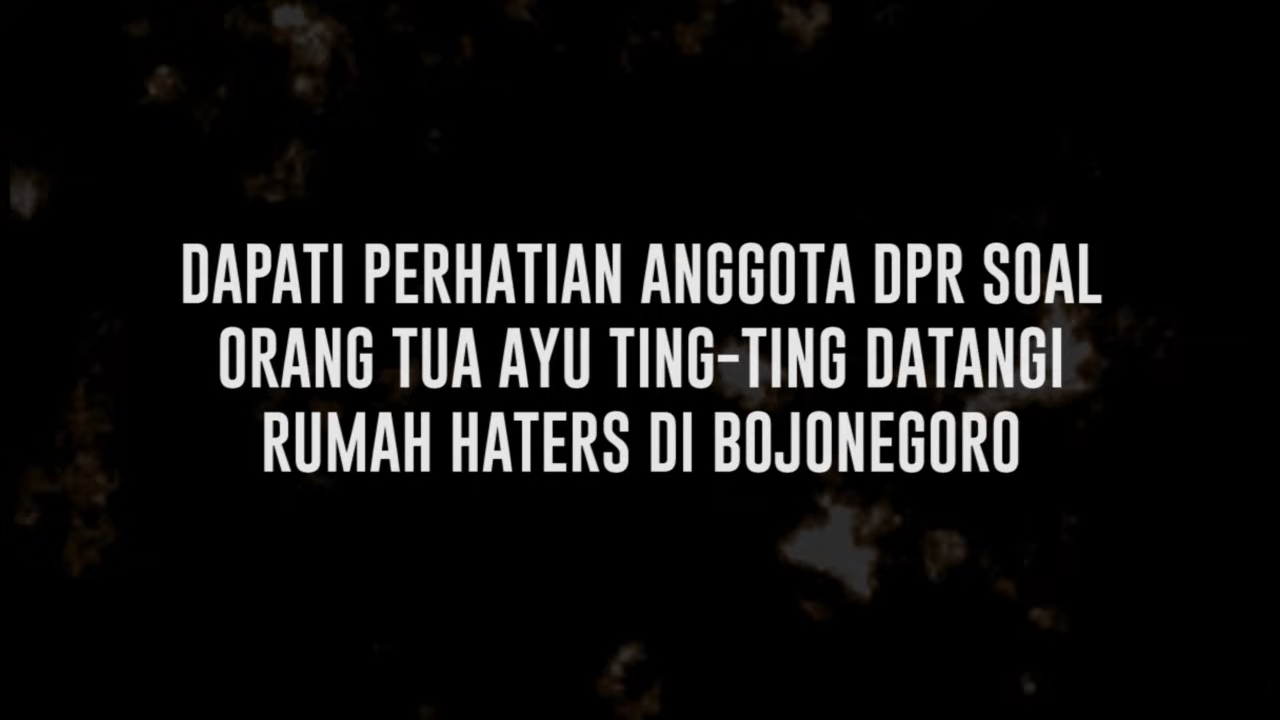 DAPATI PERHATIAN ANGGOTA DPR SOAL
ORANG TUA AYU TING-TING DATANGI
RUMAH HATERS DI BOJONEGORO